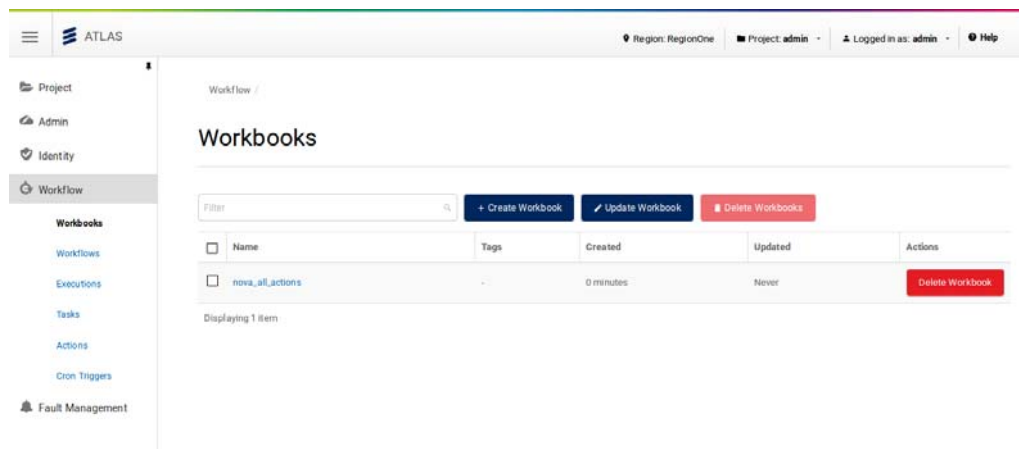 ATLAS
Region: RegionOne
Project: admin
Logged in as: admin
Help
Project
Admin
Identity
Workflow
Workbooks
Workflows
Executions
Tasks
Actions
Cron Triggers
Fault Management
Workflow /
Workbooks
Filter
+ Create Workbook
Update Workbook
Delete Workbooks
Name Tags Created Updated Actions
nova_all_actions - 0 minutes Never Delete Workbook
Displaying 1 item